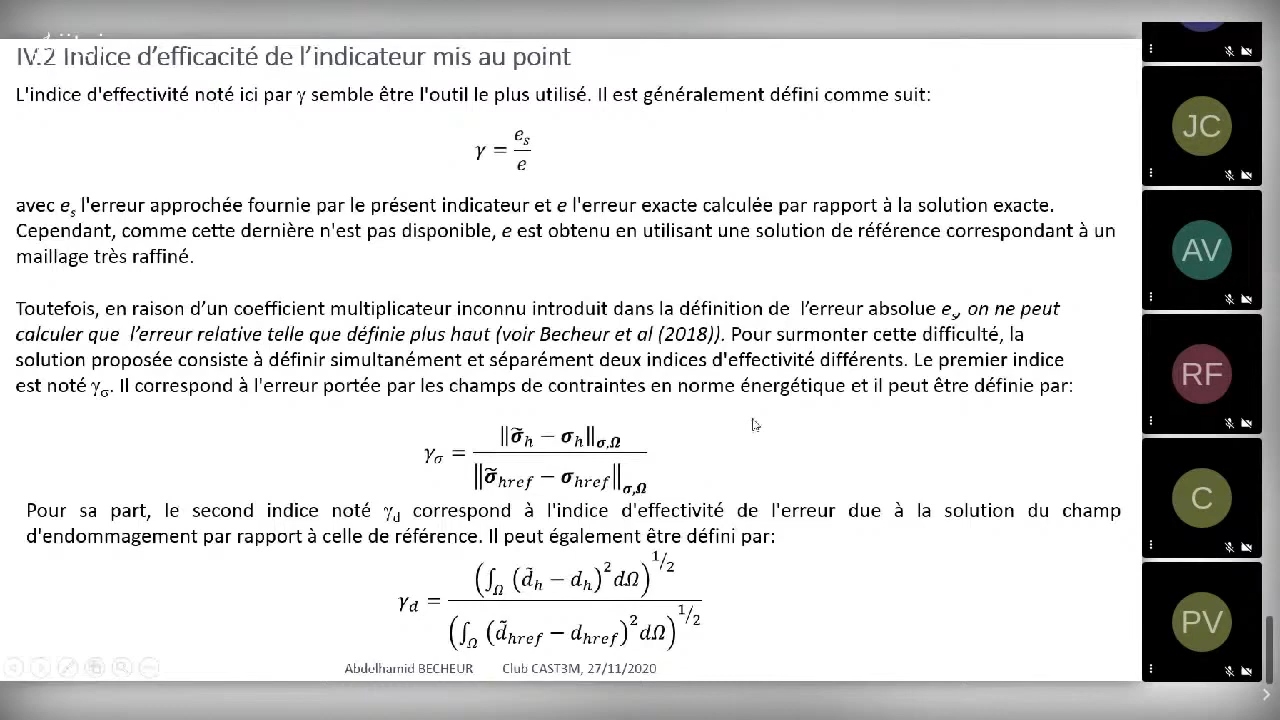 IV.2 Indice d’efficacité de l’indicateur mis au point
L'indice d'effectivité noté ici par γ semble être l'outil le plus utilisé. Il est généralement défini comme suit:
γ = e_s / e
avec e_s l'erreur approchée fournie par le présent indicateur et e l'erreur exacte calculée par rapport à la solution exacte.
Cependant, comme cette dernière n'est pas disponible, e est obtenu en utilisant une solution de référence correspondant à un
maillage très raffiné.
Toutefois, en raison d’un coefficient multiplicateur inconnu introduit dans la définition de l’erreur absolue e_s, on ne peut
calculer que l’erreur relative telle que définie plus haut (voir Becheur et al (2018)). Pour surmonter cette difficulté, la
solution proposée consiste à définir simultanément et séparément deux indices d'effectivité différents. Le premier indice
est noté γ_σ. Il correspond à l'erreur portée par les champs de contraintes en norme énergétique et il peut être définie par:
γ_σ = ‖σ̃_h − σ_h‖_σ,Ω / ‖σ̃_href − σ_href‖_σ,Ω
Pour sa part, le second indice noté γ_d correspond à l'indice d'effectivité de l'erreur due à la solution du champ
d'endommagement par rapport à celle de référence. Il peut également être défini par:
γ_d = (∫_Ω (d̃_h − d_h)^2 dΩ)^1/2 / (∫_Ω (d̃_href − d_href)^2 dΩ)^1/2
Abdelhamid BECHEUR Club CAST3M, 27/11/2020
JC
AV
RF
C
PV